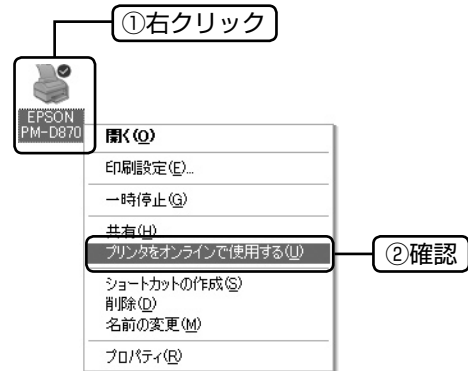 ①右クリック
EPSON
PM-D870
開く(O)
印刷設定(E)...
一時停止(G)
共有(H)
プリンタをオンラインで使用する(U)
②確認
ショートカットの作成(S)
削除(D)
名前の変更(M)
プロパティ(R)